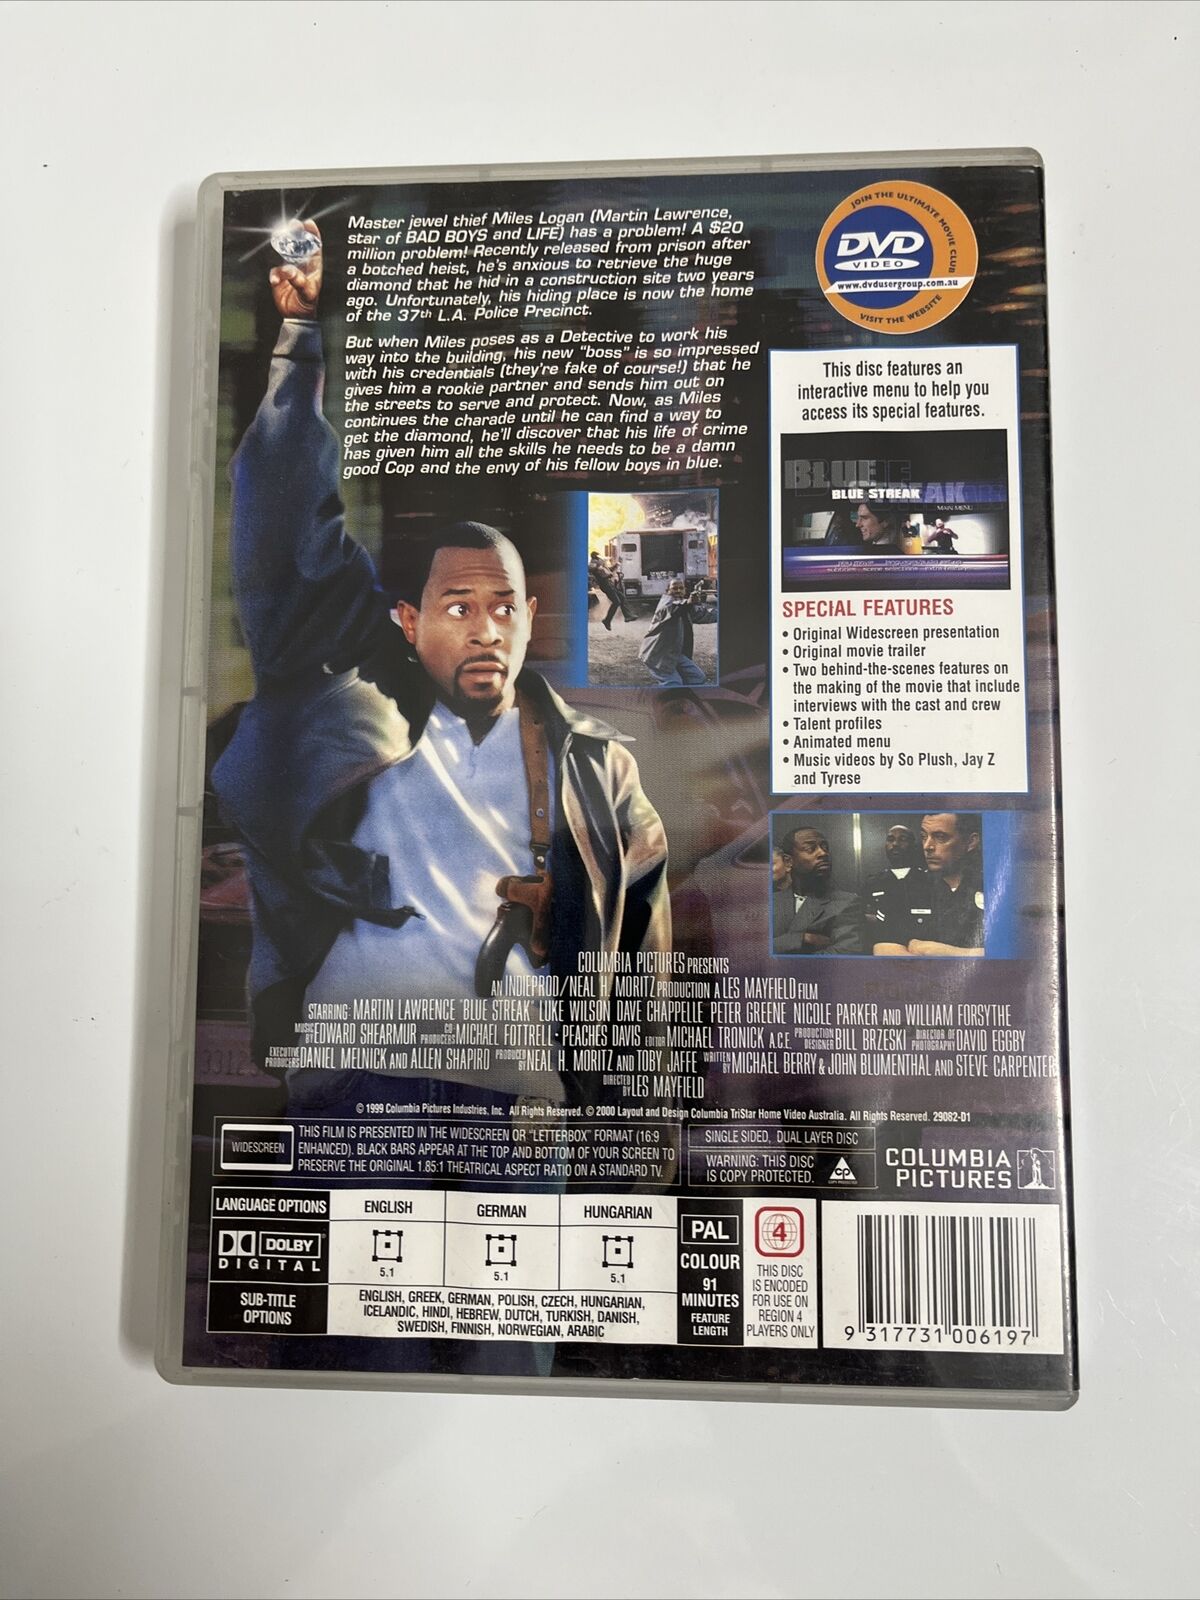 Master jewel thief Miles Logan (Martin Lawrence,
star of BAD BOYS and LIFE) has a problem! A $20
million problem! Recently released from prison after
a botched heist, he's anxious to retrieve the huge
diamond that he hid in a construction site two years
ago. Unfortunately, his hiding place is now the home
of the 37th L.A. Police Precinct.
But when Miles poses as a Detective to work his
way into the building, his new "boss" is so impressed
with his credentials (they're fake of course!) that he
gives him a rookie partner and sends him out on
the streets to serve and protect. Now, as Miles
continues the charade until he can find a way to
get the diamond, he'll discover that his life of crime
has given him all the skills he needs to be a damn
good Cop and the envy of his fellow boys in blue.
JOIN THE ULTIMATE MOVIE CLUB
DVD
VIDEO
www.dvdusergroup.com.au
VISIT THE WEBSITE
This disc features an
interactive menu to help you
access its special features.
BLUE STREAK
MAIN MENU
SPECIAL FEATURES
• Original Widescreen presentation
• Original movie trailer
• Two behind-the-scenes features on
the making of the movie that include
interviews with the cast and crew
• Talent profiles
• Animated menu
• Music videos by So Plush, Jay Z
and Tyrese
COLUMBIA PICTURES PRESENTS
AN INDIEPROD/NEAL H. MORITZ PRODUCTION A LES MAYFIELD FILM
STARRING: MARTIN LAWRENCE "BLUE STREAK" LUKE WILSON DAVE CHAPPELLE PETER GREENE NICOLE PARKER AND WILLIAM FORSYTHE
MUSIC BY EDWARD SHEARMUR CO-PRODUCERS MICHAEL FOTTRELL · PEACHES DAVIS EDITOR MICHAEL TRONICK A.C.E. PRODUCTION DESIGNER BILL BRZESKI DIRECTOR OF PHOTOGRAPHY DAVID EGGBY
EXECUTIVE PRODUCERS DANIEL MELNICK AND ALLEN SHAPIRO PRODUCED BY NEAL H. MORITZ AND TOBY JAFFE WRITTEN BY MICHAEL BERRY & JOHN BLUMENTHAL AND STEVE CARPENTER
DIRECTED BY LES MAYFIELD
© 1999 Columbia Pictures Industries, Inc. All Rights Reserved. © 2000 Layout and Design Columbia TriStar Home Video Australia. All Rights Reserved. 29082-D1
WIDESCREEN
THIS FILM IS PRESENTED IN THE WIDESCREEN OR "LETTERBOX" FORMAT (16:9
ENHANCED). BLACK BARS APPEAR AT THE TOP AND BOTTOM OF YOUR SCREEN TO
PRESERVE THE ORIGINAL 1.85:1 THEATRICAL ASPECT RATIO ON A STANDARD TV.
SINGLE SIDED, DUAL LAYER DISC
WARNING: THIS DISC
IS COPY PROTECTED.
CP
COPY PROTECTED
COLUMBIA
PICTURES
LANGUAGE OPTIONS
ENGLISH
GERMAN
HUNGARIAN
DOLBY
DIGITAL
5.1
5.1
5.1
SUB-TITLE
OPTIONS
ENGLISH, GREEK, GERMAN, POLISH, CZECH, HUNGARIAN,
ICELANDIC, HINDI, HEBREW, DUTCH, TURKISH, DANISH,
SWEDISH, FINNISH, NORWEGIAN, ARABIC
PAL
COLOUR
91
MINUTES
FEATURE
LENGTH
4
THIS DISC
IS ENCODED
FOR USE ON
REGION 4
PLAYERS ONLY
9 317731 006197